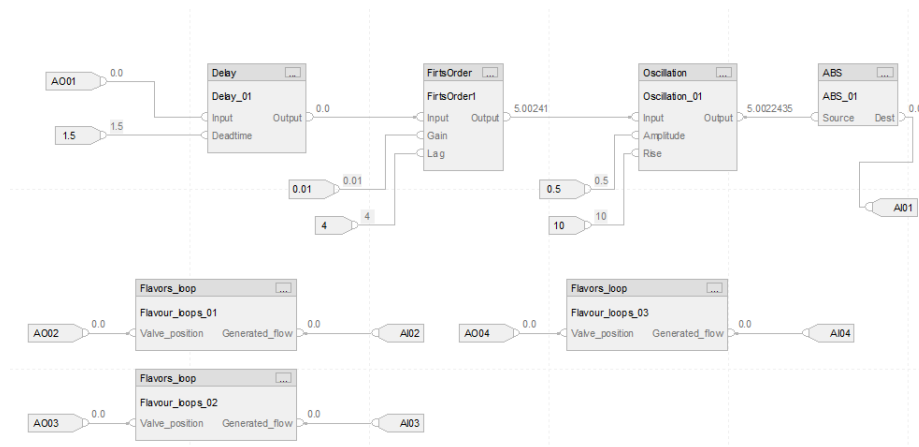 Delay ...
FirtsOrder ...
Oscillation ...
ABS ...
AO01
0.0
Delay_01
FirtsOrder1
Oscillation_01
ABS_01
0.0
5.00241
5.0022435
0.0
Input Output
Input Output
Input Output
Source Dest
1.5
1.5
Deadtime
Gain
Amplitude
Lag
Rise
0.01
0.01
0.5
0.5
4
4
10
10
AI01
Flavors_loop ...
Flavors_loop ...
Flavour_loops_01
Flavour_loops_03
AO02
0.0
Valve_position Generated_flow
0.0
AI02
AO04
0.0
Valve_position Generated_flow
0.0
AI04
Flavors_loop ...
Flavour_loops_02
AO03
0.0
Valve_position Generated_flow
0.0
AI03